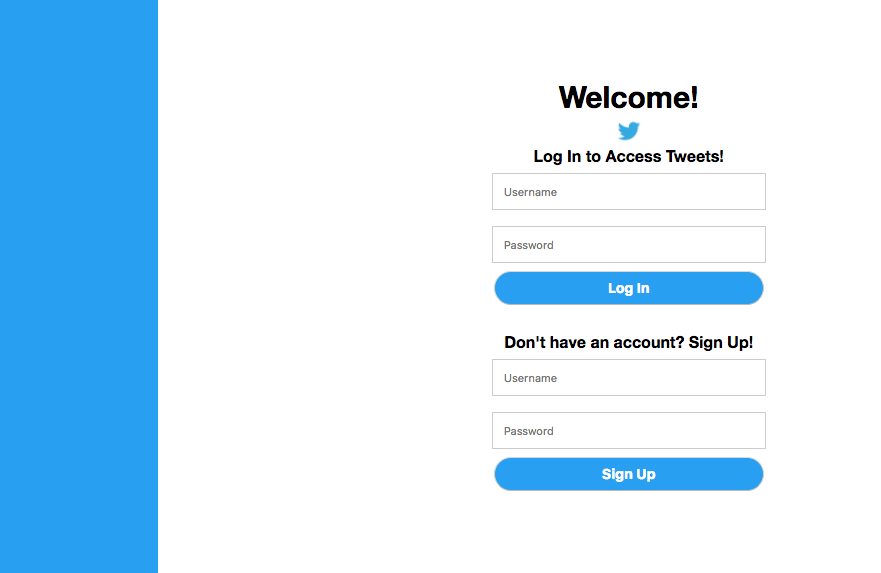 Welcome!
Log In to Access Tweets!
Username
Password
Log In
Don't have an account? Sign Up!
Username
Password
Sign Up